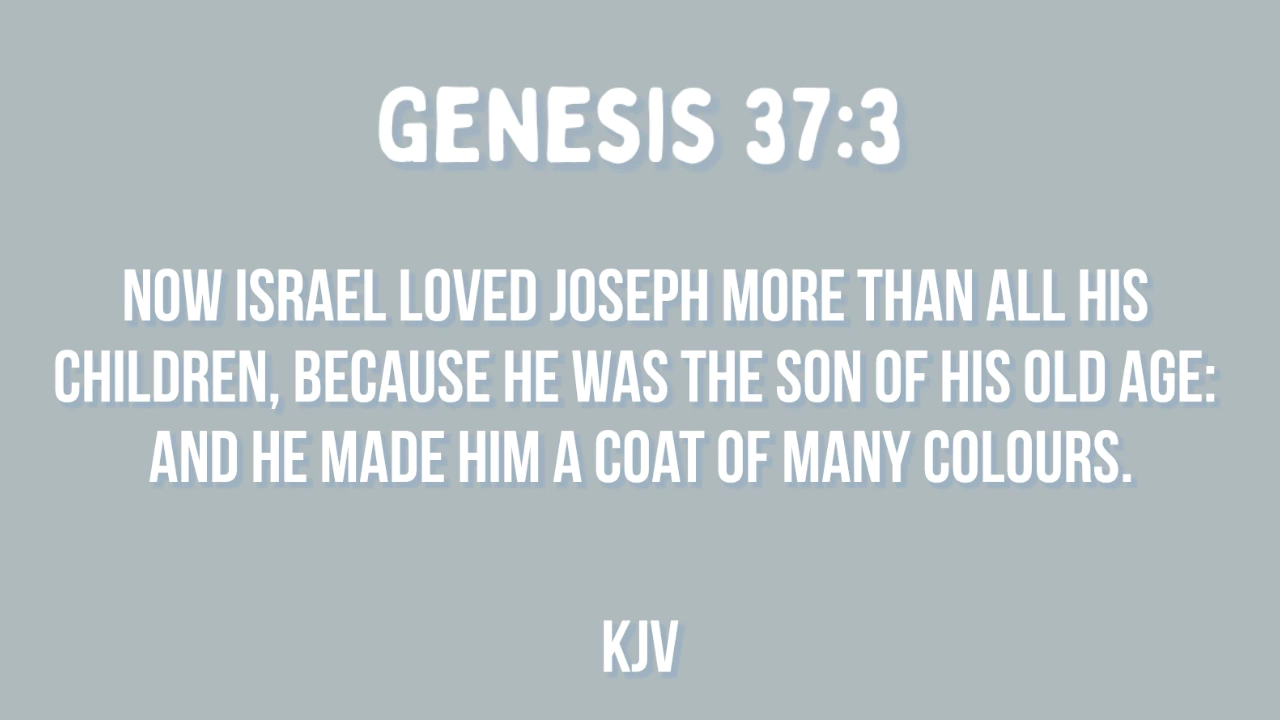 GENESIS 37:3
NOW ISRAEL LOVED JOSEPH MORE THAN ALL HIS
CHILDREN, BECAUSE HE WAS THE SON OF HIS OLD AGE:
AND HE MADE HIM A COAT OF MANY COLOURS.
KJV